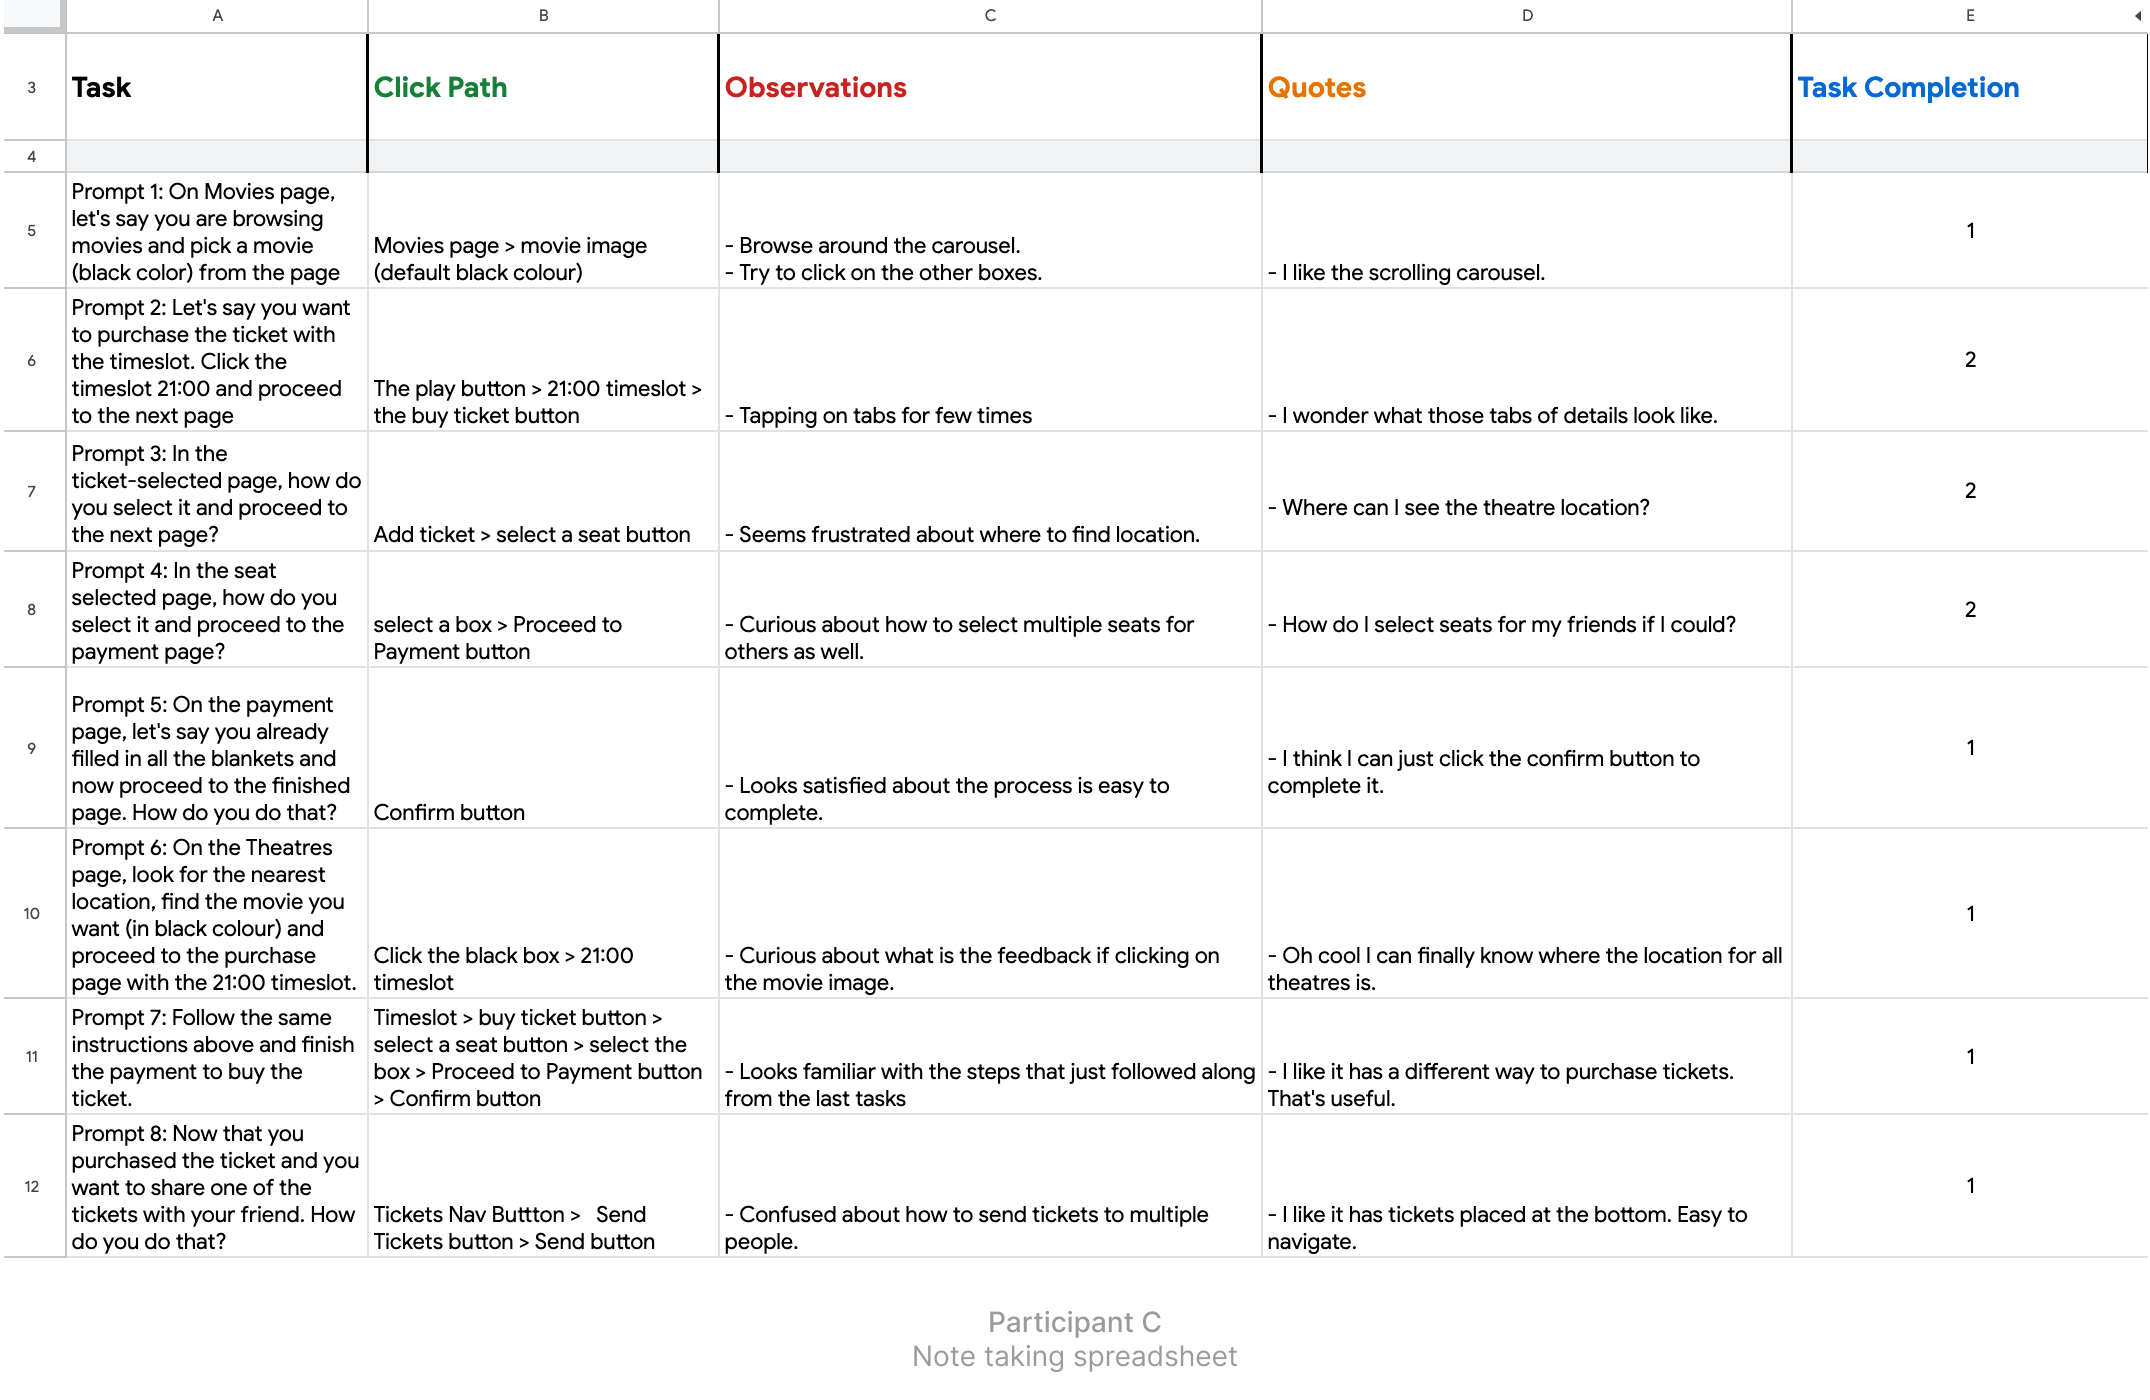 A B C D E
3 Task Click Path Observations Quotes Task Completion
4
5
Prompt 1: On Movies page,
let's say you are browsing
movies and pick a movie
(black color) from the page
Movies page > movie image
(default black colour)
- Browse around the carousel.
- Try to click on the other boxes.
- I like the scrolling carousel.
1
6
Prompt 2: Let's say you want
to purchase the ticket with
the timeslot. Click the
timeslot 21:00 and proceed
to the next page
The play button > 21:00 timeslot >
the buy ticket button
- Tapping on tabs for few times
- I wonder what those tabs of details look like.
2
7
Prompt 3: In the
ticket-selected page, how do
you select it and proceed to
the next page?
Add ticket > select a seat button
- Seems frustrated about where to find location.
- Where can I see the theatre location?
2
8
Prompt 4: In the seat
selected page, how do you
select it and proceed to the
payment page?
select a box > Proceed to
Payment button
- Curious about how to select multiple seats for
others as well.
- How do I select seats for my friends if I could?
2
9
Prompt 5: On the payment
page, let's say you already
filled in all the blankets and
now proceed to the finished
page. How do you do that?
Confirm button
- Looks satisfied about the process is easy to
complete.
- I think I can just click the confirm button to
complete it.
1
10
Prompt 6: On the Theatres
page, look for the nearest
location, find the movie you
want (in black colour) and
proceed to the purchase
page with the 21:00 timeslot.
Click the black box > 21:00
timeslot
- Curious about what is the feedback if clicking on
the movie image.
- Oh cool I can finally know where the location for all
theatres is.
1
11
Prompt 7: Follow the same
instructions above and finish
the payment to buy the
ticket.
Timeslot > buy ticket button >
select a seat button > select the
box > Proceed to Payment button
> Confirm button
- Looks familiar with the steps that just followed along
from the last tasks
- I like it has a different way to purchase tickets.
That's useful.
1
12
Prompt 8: Now that you
purchased the ticket and you
want to share one of the
tickets with your friend. How
do you do that?
Tickets Nav Buttton > Send
Tickets button > Send button
- Confused about how to send tickets to multiple
people.
- I like it has tickets placed at the bottom. Easy to
navigate.
1
Participant C
Note taking spreadsheet